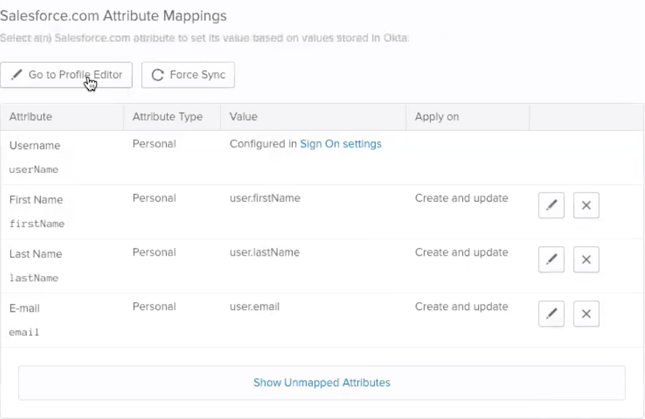 Salesforce.com Attribute Mappings
Select a(n) Salesforce.com attribute to set its value based on values stored in Okta.
Go to Profile Editor
Force Sync
Attribute Attribute Type Value Apply on
Username Personal Configured in Sign On settings
userName
First Name Personal user.firstName Create and update
firstName
Last Name Personal user.lastName Create and update
lastName
E-mail Personal user.email Create and update
email
Show Unmapped Attributes